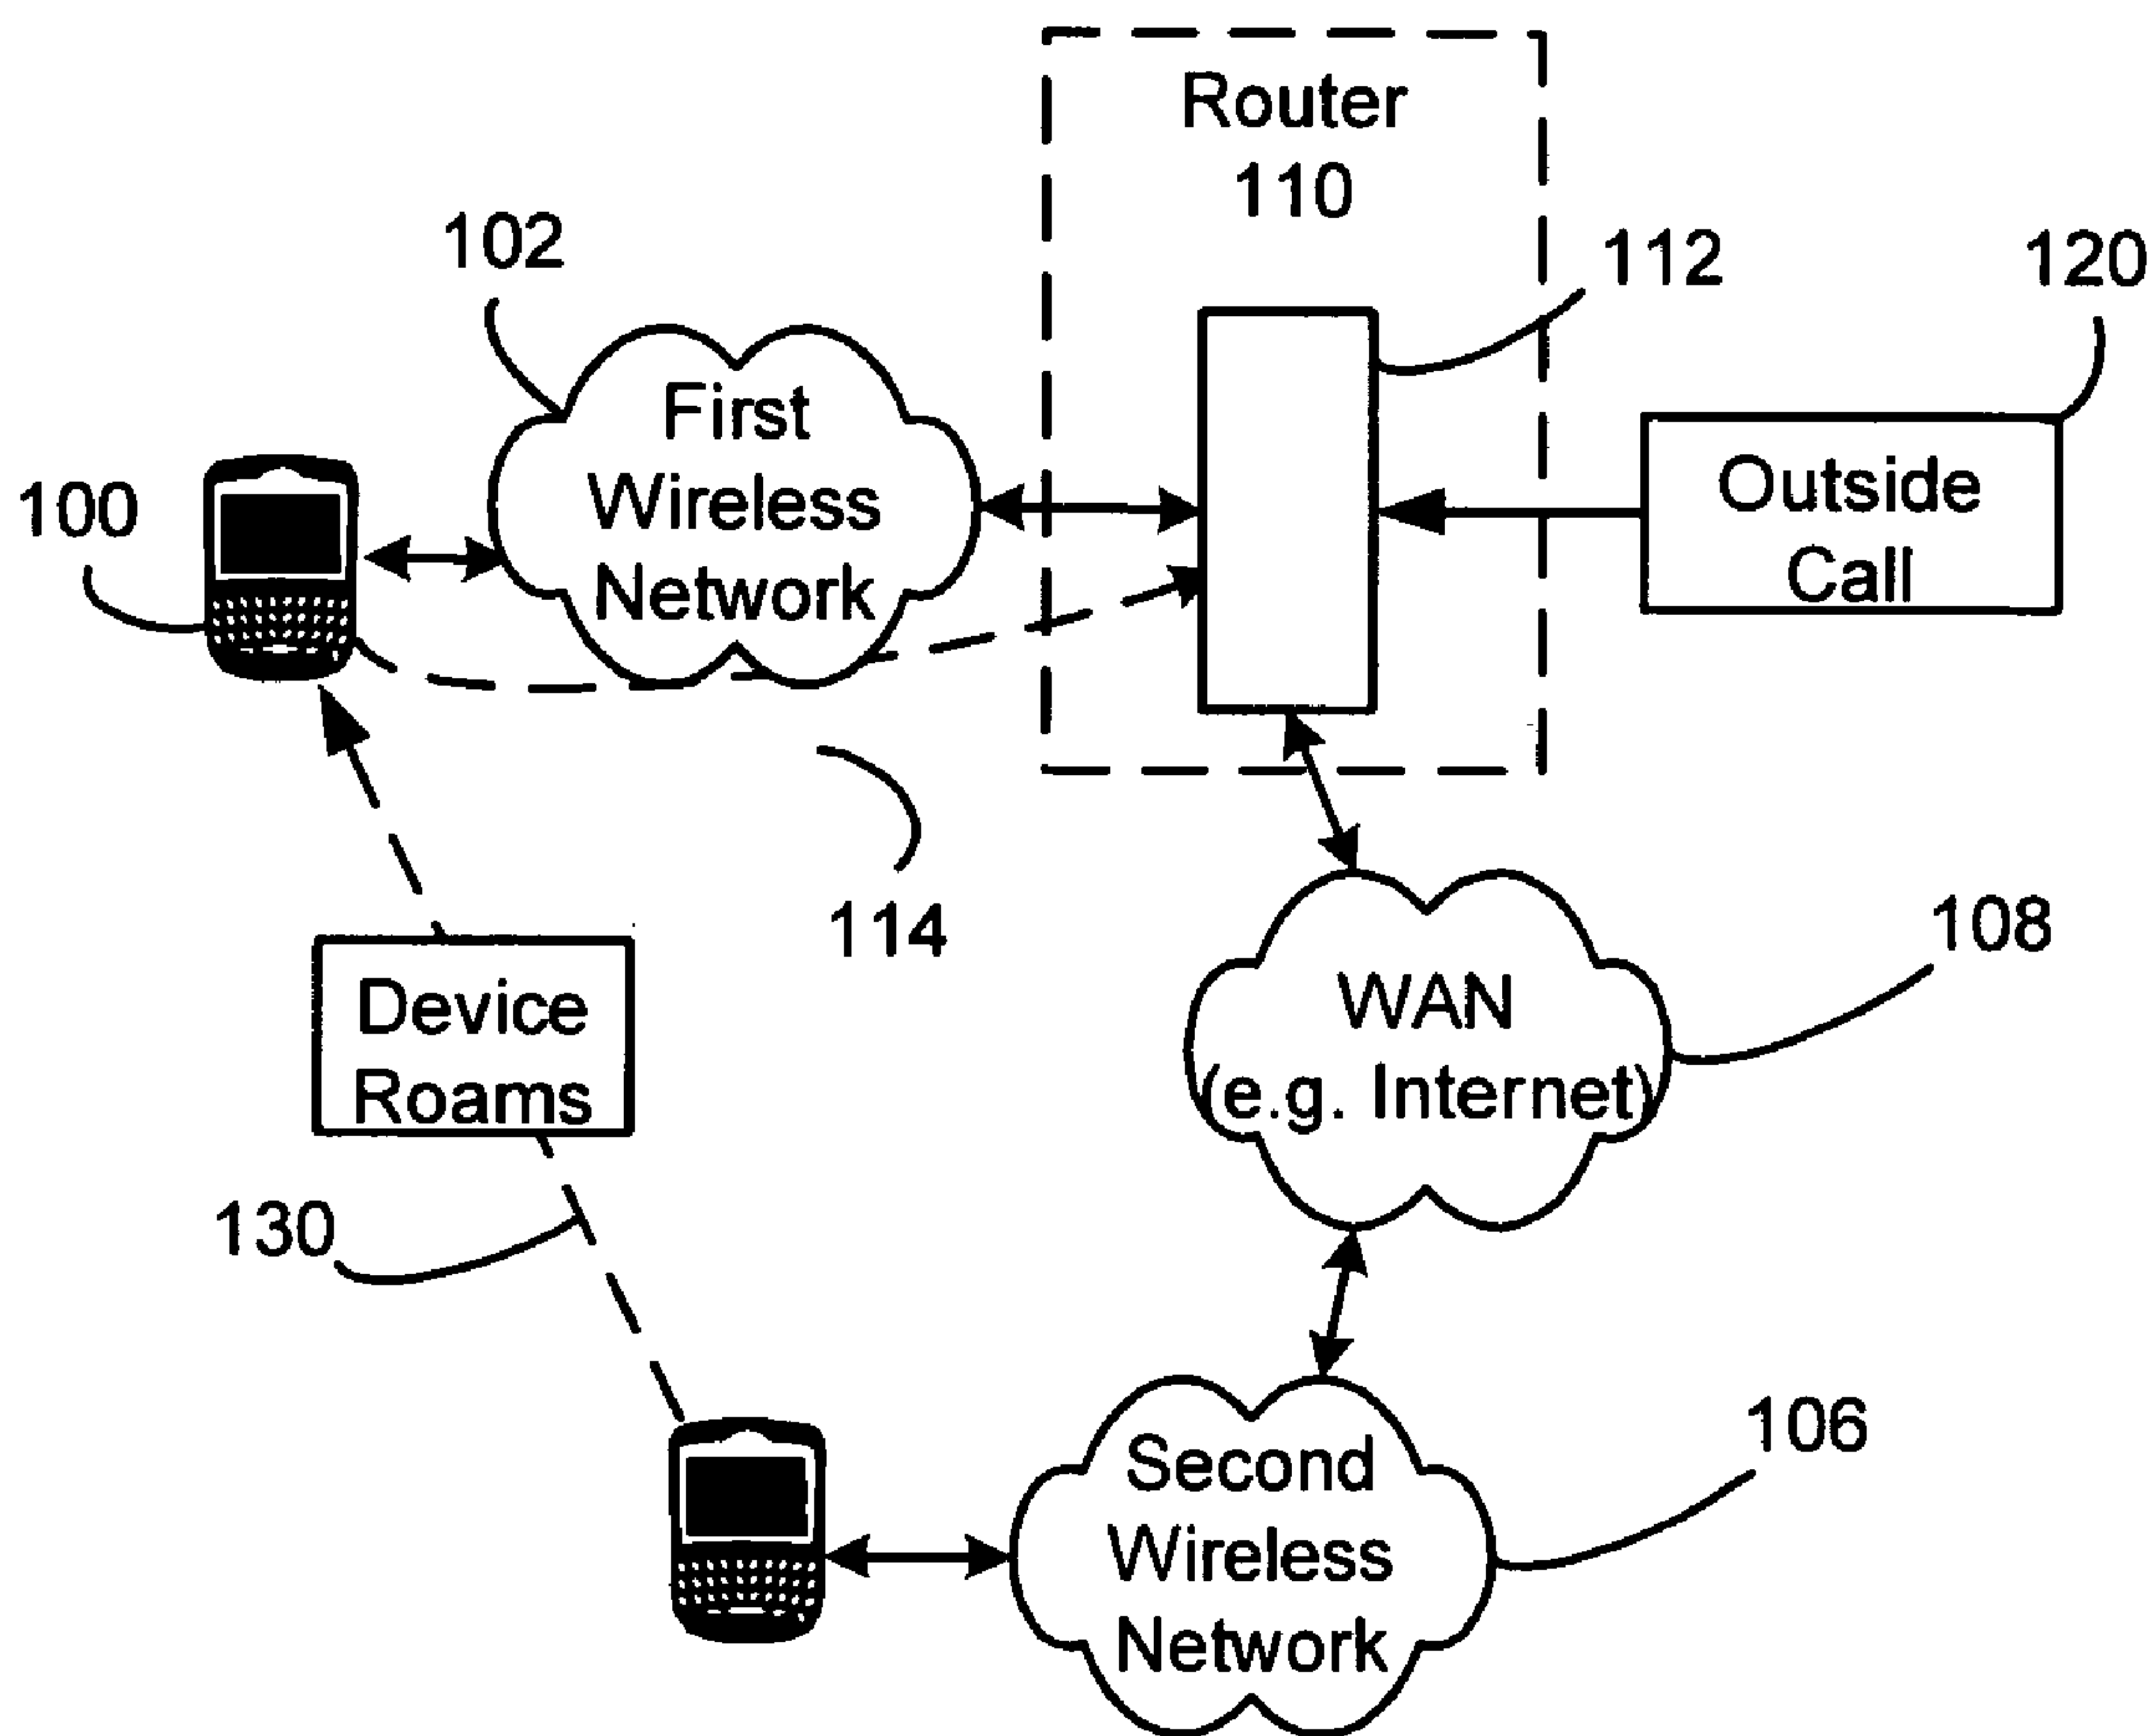 Router
110
102
112
120
First
Wireless
Network
100
Outside
Call
114
108
WAN
(e.g. Internet)
Device
Roams
130
106
Second
Wireless
Network